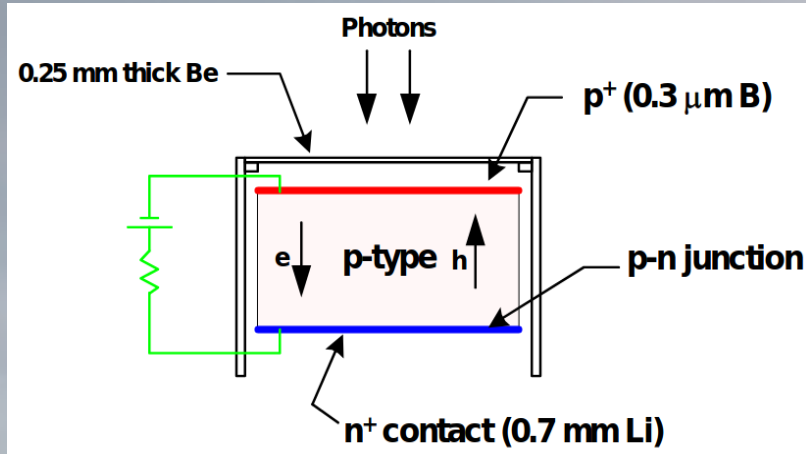 Photons
0.25 mm thick Be
p⁺ (0.3 μm B)
e
p-type
h
p-n junction
n⁺ contact (0.7 mm Li)